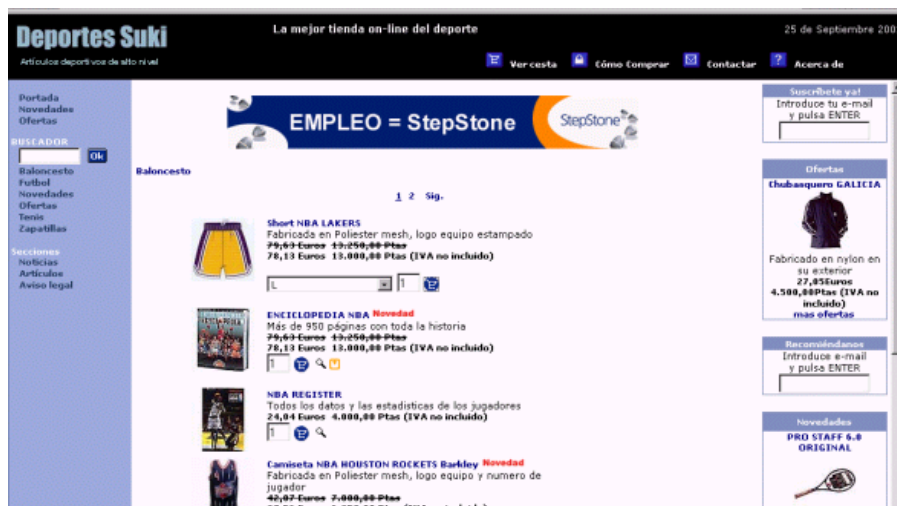 Deportes Suki
Artículos deportivos de alto nivel
La mejor tienda on-line del deporte
25 de Septiembre 200
Ver cesta
Cómo Comprar
Contactar
? Acerca de
Portada
Novedades
Ofertas
BUSCADOR
Ok
Baloncesto
Futbol
Novedades
Ofertas
Tenis
Zapatillas
Secciones
Noticias
Artículos
Aviso legal
EMPLEO = StepStone
StepStone
Baloncesto
1 2 Sig.
Short NBA LAKERS
Fabricada en Poliester mesh, logo equipo estampado
79,63 Euros 13.250,00 Ptas
78,13 Euros 13.000,00 Ptas (IVA no incluido)
L
1
ENCICLOPEDIA NBA Novedad
Más de 950 páginas con toda la historia
79,63 Euros 13.250,00 Ptas
78,13 Euros 13.000,00 Ptas (IVA no incluido)
1
NBA REGISTER
Todos los datos y las estadisticas de los jugadores
24,04 Euros 4.000,00 Ptas (IVA no incluido)
1
Camiseta NBA HOUSTON ROCKETS Barkley Novedad
Fabricada en Poliester mesh, logo equipo y numero de
jugador
42,07 Euros 7.000,00 Ptas
Suscríbete ya!
Introduce tu e-mail
y pulsa ENTER
Ofertas
Chubasquero GALICIA
Fabricado en nylon en
su exterior
27,05Euros
4.500,00Ptas (IVA no
incluido)
mas ofertas
Recomiéndanos
Introduce e-mail
y pulsa ENTER
Novedades
PRO STAFF 6.0
ORIGINAL